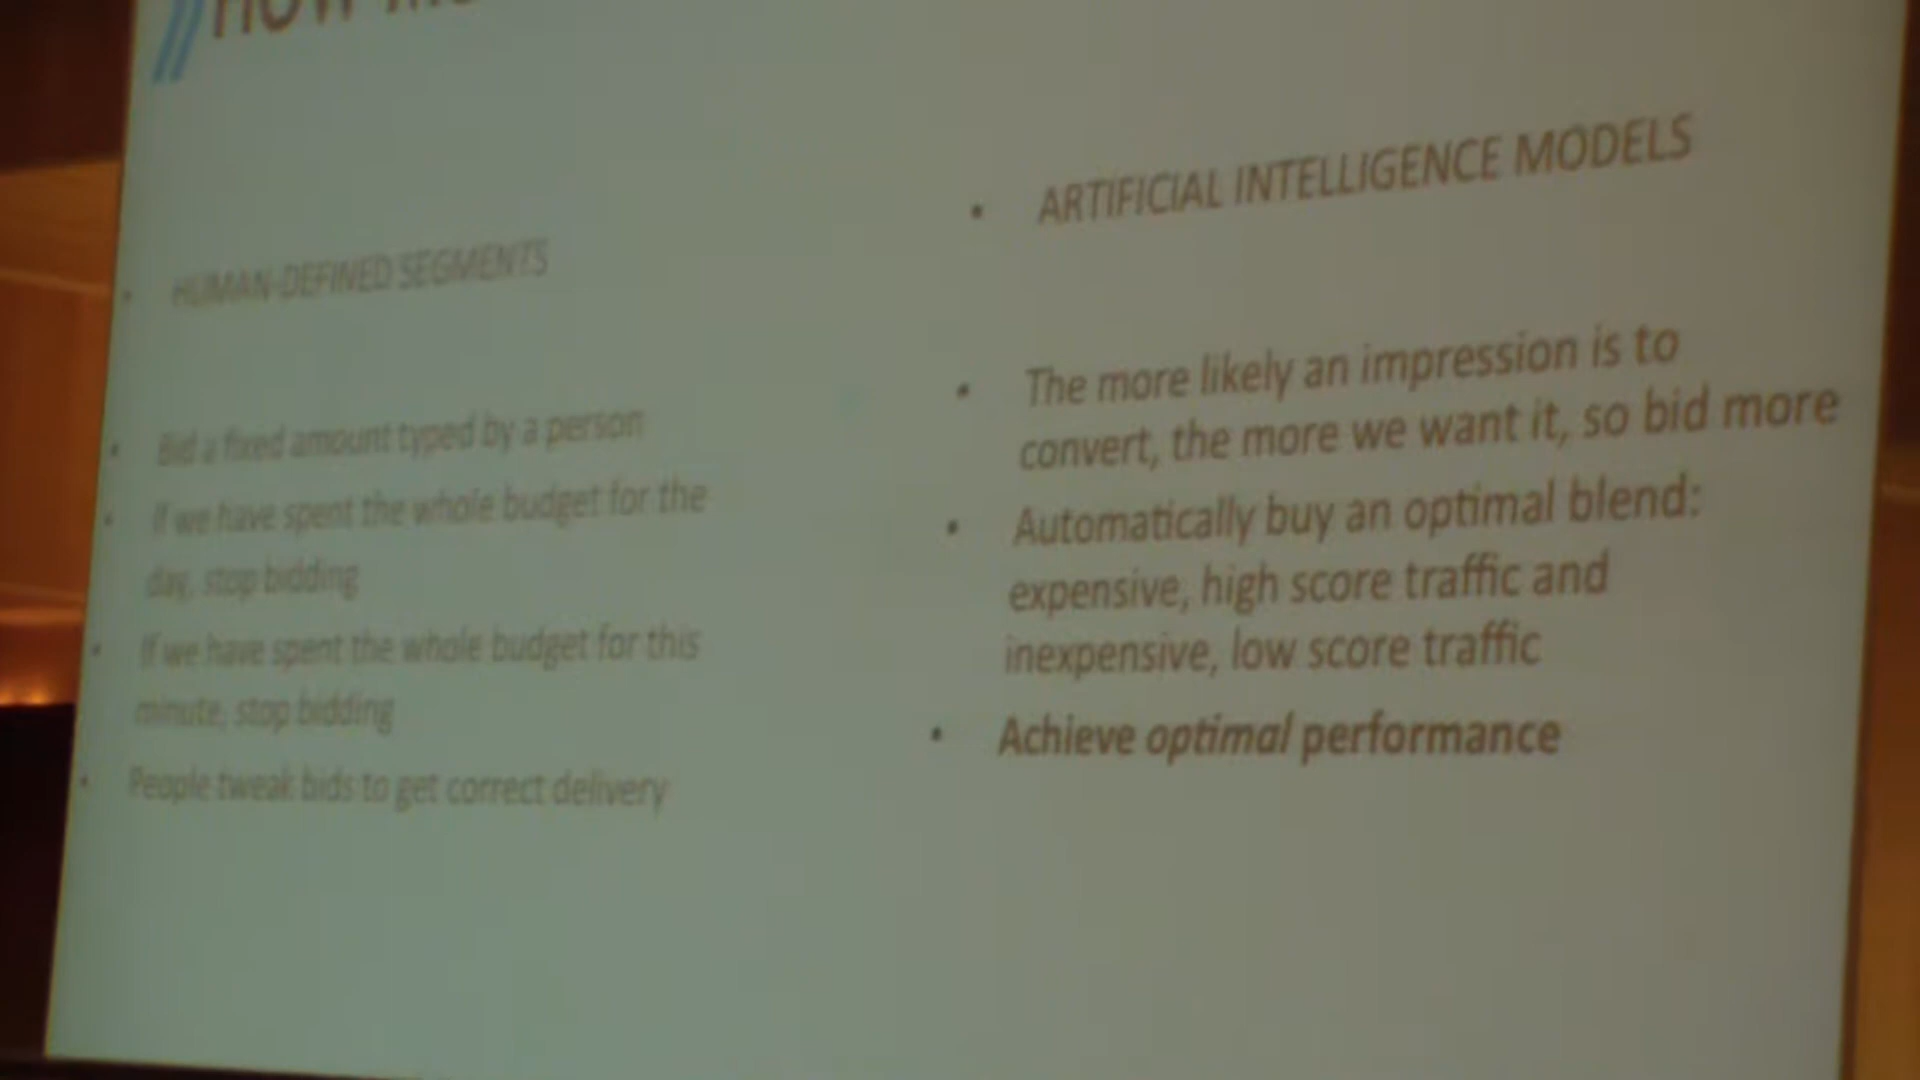 HOW
HUMAN-DEFINED SEGMENTS
• Bid a fixed amount typed by a person
• If we have spent the whole budget for the
day, stop bidding
• If we have spent the whole budget for this
minute, stop bidding
• People tweak bids to get correct delivery
• ARTIFICIAL INTELLIGENCE MODELS
• The more likely an impression is to
convert, the more we want it, so bid more
• Automatically buy an optimal blend:
expensive, high score traffic and
inexpensive, low score traffic
• Achieve optimal performance